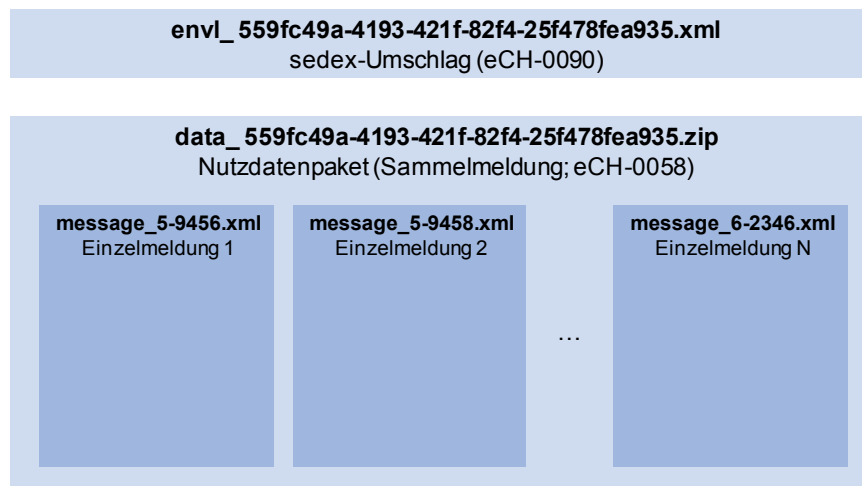 envl_ 559fc49a-4193-421f-82f4-25f478fea935.xml
sedex-Umschlag (eCH-0090)
data_ 559fc49a-4193-421f-82f4-25f478fea935.zip
Nutzdatenpaket (Sammelmeldung; eCH-0058)
message_5-9456.xml
Einzelmeldung 1
message_5-9458.xml
Einzelmeldung 2
…
message_6-2346.xml
Einzelmeldung N